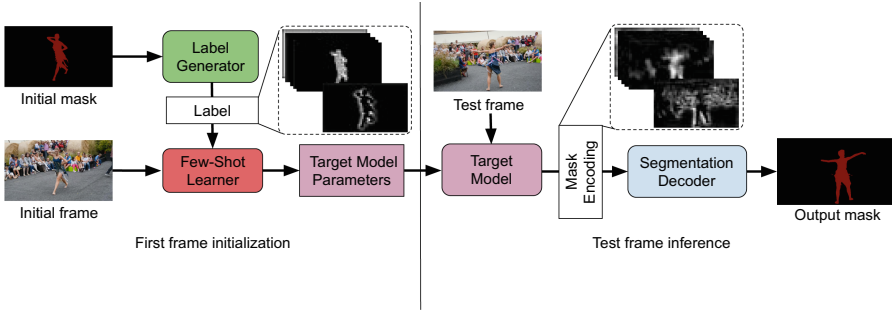 Initial mask
Label
Generator
Label
Initial frame
Few-Shot
Learner
Target Model
Parameters
First frame initialization
Test frame
Target
Model
Mask
Encoding
Segmentation
Decoder
Output mask
Test frame inference